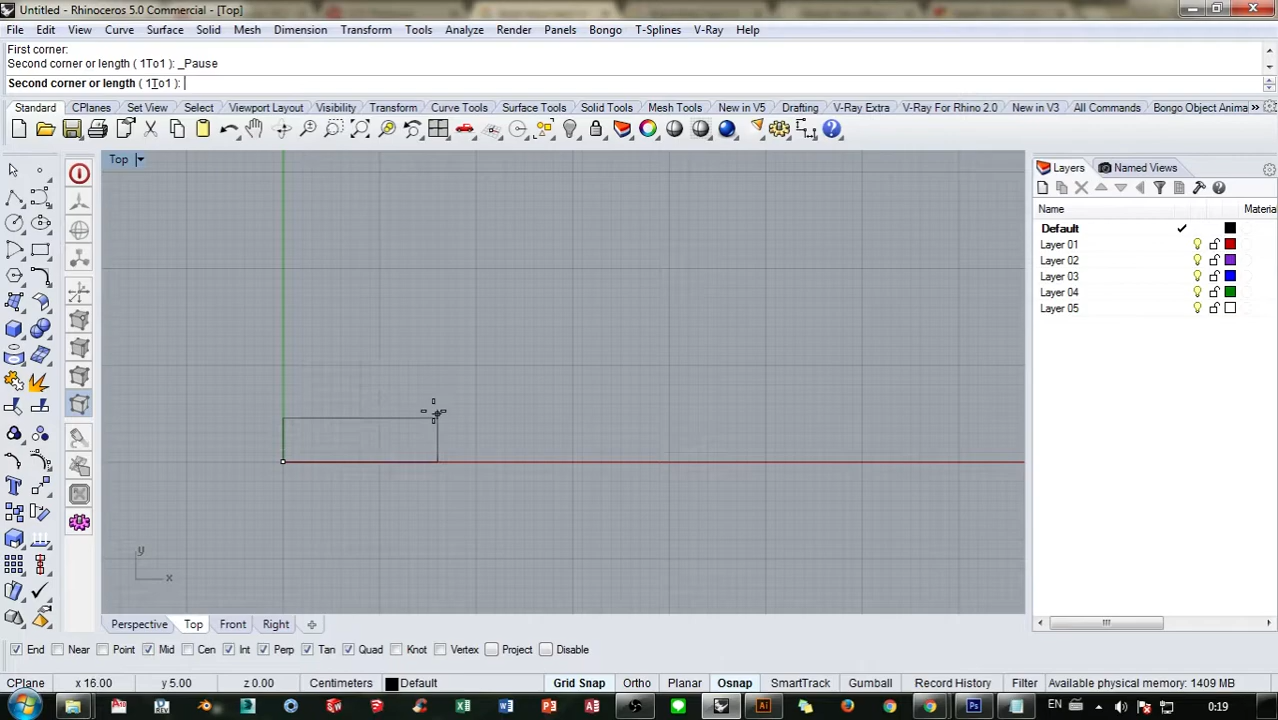 Untitled - Rhinoceros 5.0 Commercial - [Top]
File Edit View Curve Surface Solid Mesh Dimension Transform Tools Analyze Render Panels Bongo T-Splines V-Ray Help
First corner:
Second corner or length ( 1To1 ): _Pause
Second corner or length ( 1To1 ):
Standard CPlanes Set View Select Viewport Layout Visibility Transform Curve Tools Surface Tools Solid Tools Mesh Tools New in V5 Drafting V-Ray Extra V-Ray For Rhino 2.0 New in V3 All Commands Bongo Object Anima
Top
Layers Named Views
Name Material
Default
Layer 01
Layer 02
Layer 03
Layer 04
Layer 05
y
x
Perspective Top Front Right
End Near Point Mid Cen Int Perp Tan Quad Knot Vertex Project Disable
CPlane x 16.00 y 5.00 z 0.00 Centimeters Default Grid Snap Ortho Planar Osnap SmartTrack Gumball Record History Filter Available physical memory: 1409 MB
EN 0:19